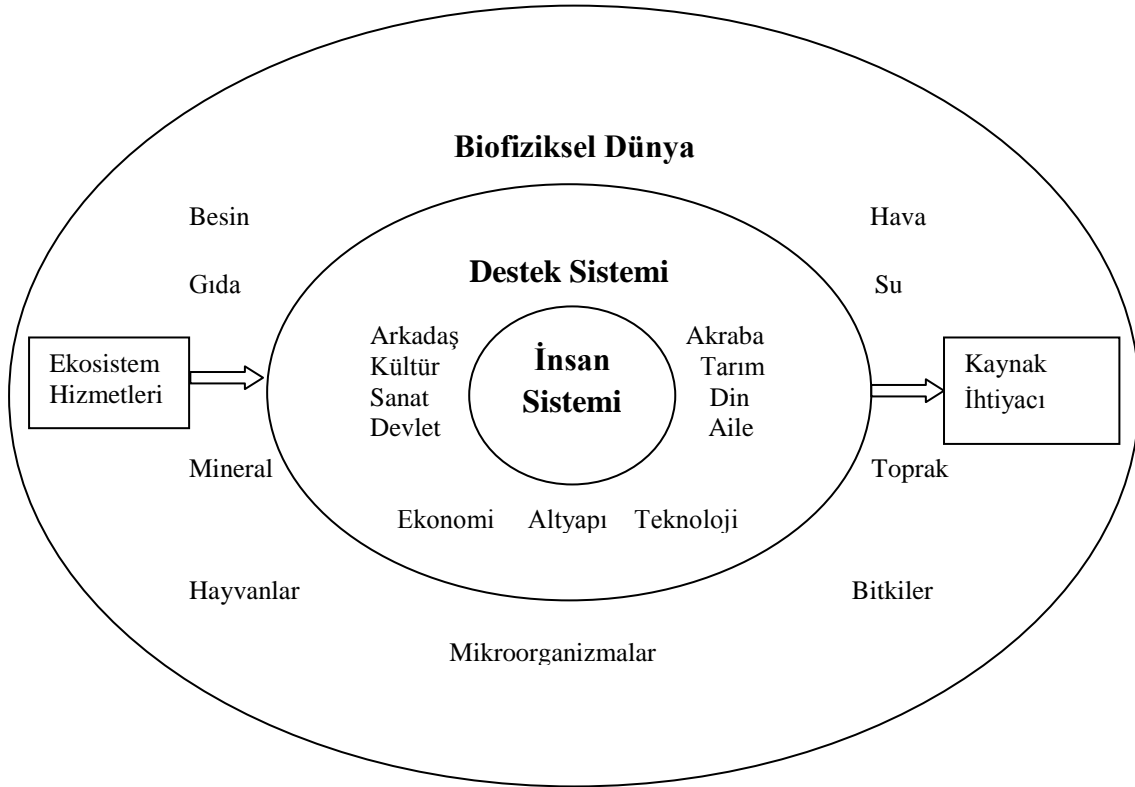 Biofiziksel Dünya
Besin
Hava
Gıda
Destek Sistemi
Su
Arkadaş
Kültür
Sanat
Devlet
İnsan
Sistemi
Akraba
Tarım
Din
Aile
Ekosistem
Hizmetleri
Kaynak
İhtiyacı
Mineral
Toprak
Ekonomi Altyapı Teknoloji
Hayvanlar
Bitkiler
Mikroorganizmalar